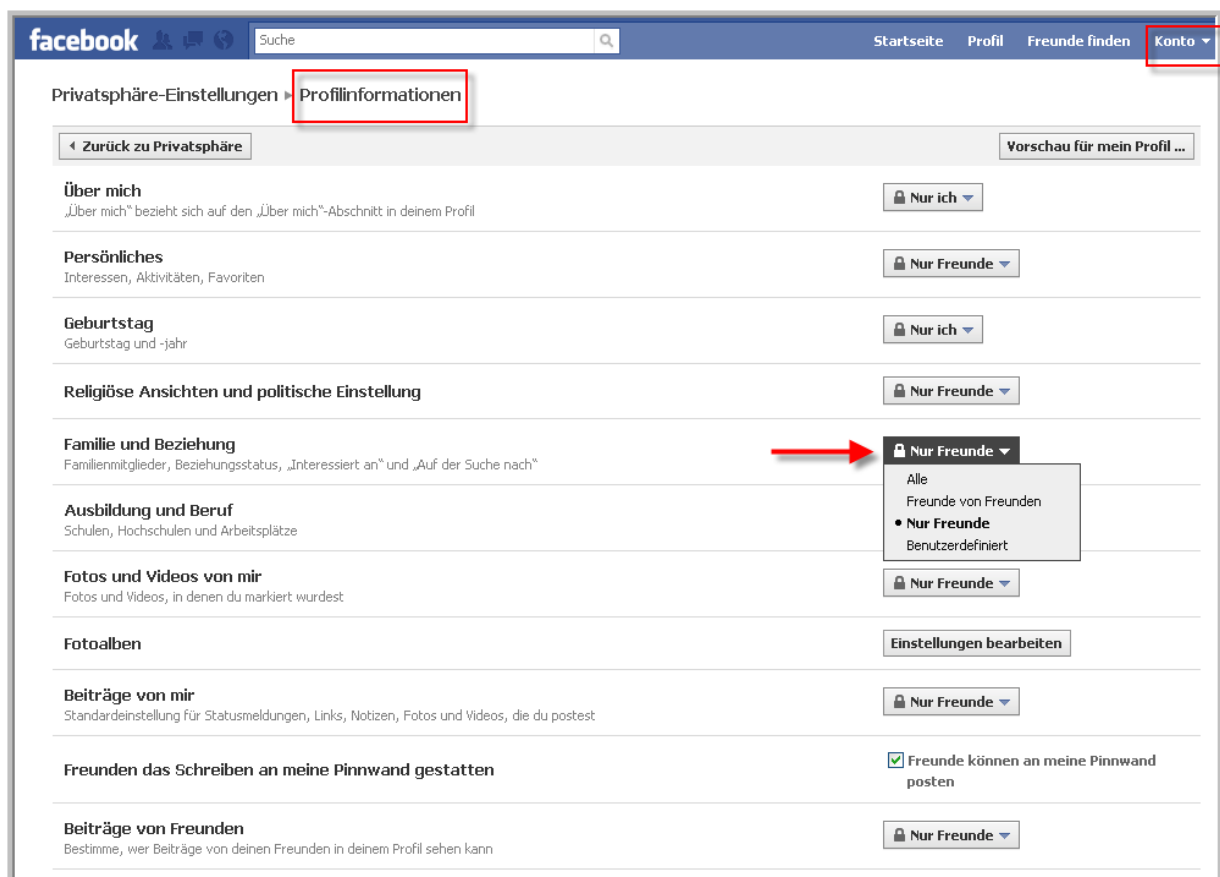 facebook Suche Startseite Profil Freunde finden Konto
Privatsphäre-Einstellungen Profilinformationen
Zurück zu Privatsphäre Vorschau für mein Profil ...
Über mich Nur ich
„Über mich“ bezieht sich auf den „Über mich“-Abschnitt in deinem Profil
Persönliches Nur Freunde
Interessen, Aktivitäten, Favoriten
Geburtstag Nur ich
Geburtstag und -jahr
Religiöse Ansichten und politische Einstellung Nur Freunde
Familie und Beziehung Nur Freunde
Familienmitglieder, Beziehungsstatus, „Interessiert an“ und „Auf der Suche nach“
Alle
Freunde von Freunden
Nur Freunde
Benutzerdefiniert
Ausbildung und Beruf
Schulen, Hochschulen und Arbeitsplätze
Fotos und Videos von mir Nur Freunde
Fotos und Videos, in denen du markiert wurdest
Fotoalben Einstellungen bearbeiten
Beiträge von mir Nur Freunde
Standardeinstellung für Statusmeldungen, Links, Notizen, Fotos und Videos, die du postest
Freunden das Schreiben an meine Pinnwand gestatten Freunde können an meine Pinnwand
posten
Beiträge von Freunden Nur Freunde
Bestimme, wer Beiträge von deinen Freunden in deinem Profil sehen kann